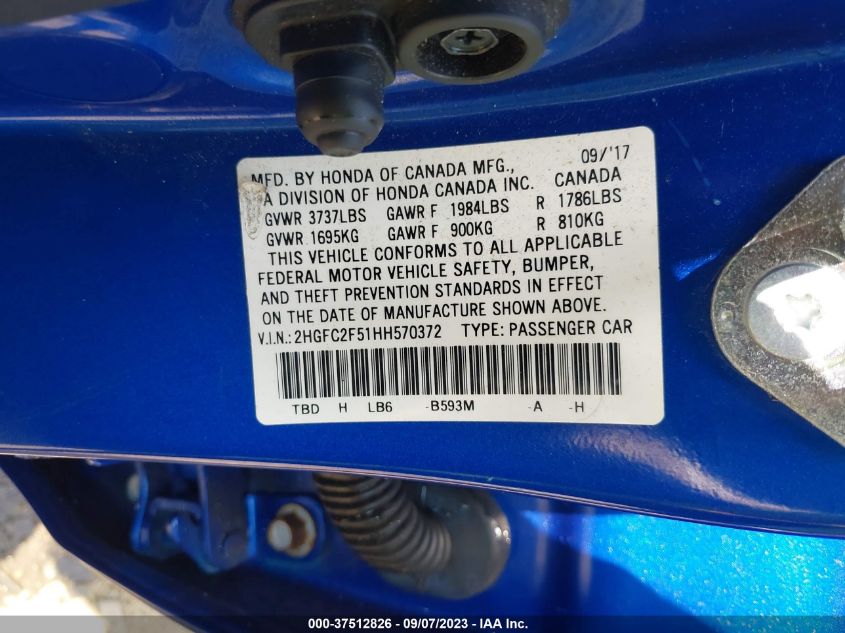 09/'17
MFD. BY HONDA OF CANADA MFG.,
A DIVISION OF HONDA CANADA INC. CANADA
GVWR 3737LBS GAWR F 1984LBS R 1786LBS
GVWR 1695KG GAWR F 900KG R 810KG
THIS VEHICLE CONFORMS TO ALL APPLICABLE
FEDERAL MOTOR VEHICLE SAFETY, BUMPER,
AND THEFT PREVENTION STANDARDS IN EFFECT
ON THE DATE OF MANUFACTURE SHOWN ABOVE.
V.I.N.: 2HGFC2F51HH570372 TYPE: PASSENGER CAR
TBD H LB6 -B593M -A -H
000-37512826 - 09/07/2023 - IAA Inc.